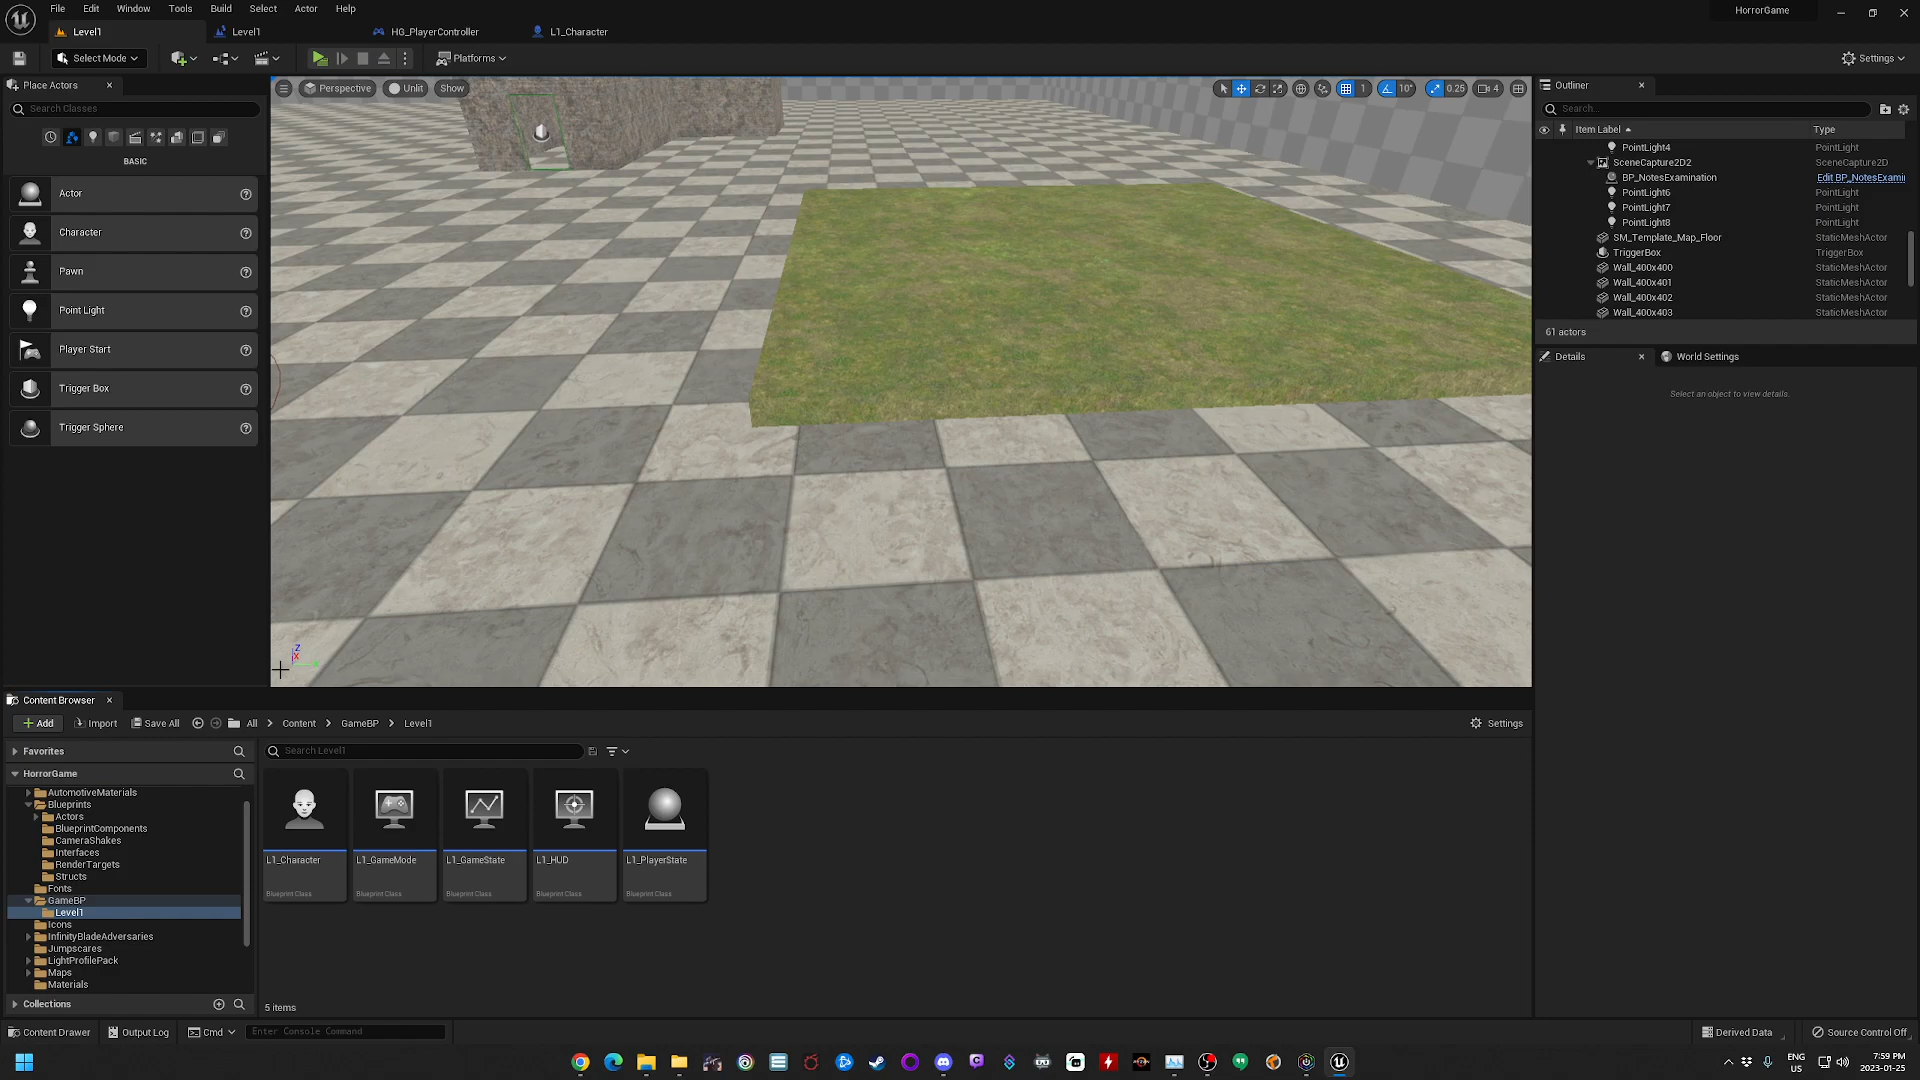 File Edit Window Tools Build Select Actor Help
HorrorGame
Level1 Level1 HG_PlayerController L1_Character
Select Mode Platforms Settings
Place Actors
Search Classes
BASIC
Actor
Character
Pawn
Point Light
Player Start
Trigger Box
Trigger Sphere
Perspective Unlit Show
1 10° 0.25 4
Z
X
Outliner
Search...
Item Label Type
PointLight4 PointLight
SceneCapture2D2 SceneCapture2D
BP_NotesExamination Edit BP_NotesExami
PointLight6 PointLight
PointLight7 PointLight
PointLight8 PointLight
SM_Template_Map_Floor StaticMeshActor
TriggerBox TriggerBox
Wall_400x400 StaticMeshActor
Wall_400x401 StaticMeshActor
Wall_400x402 StaticMeshActor
Wall_400x403 StaticMeshActor
61 actors
Details World Settings
Select an object to view details.
Content Browser
Add Import Save All All Content GameBP Level1 Settings
Favorites
HorrorGame
AutomotiveMaterials
Blueprints
Actors
BlueprintComponents
CameraShakes
Interfaces
RenderTargets
Structs
Fonts
GameBP
Level1
Icons
InfinityBladeAdversaries
Jumpscares
LightProfilePack
Maps
Materials
Collections
Search Level1
L1_Character L1_GameMode L1_GameState L1_HUD L1_PlayerState
Blueprint Class Blueprint Class Blueprint Class Blueprint Class Blueprint Class
5 items
Content Drawer Output Log Cmd Enter Console Command Derived Data Source Control Off
ENG
US
7:59 PM
2023-01-25